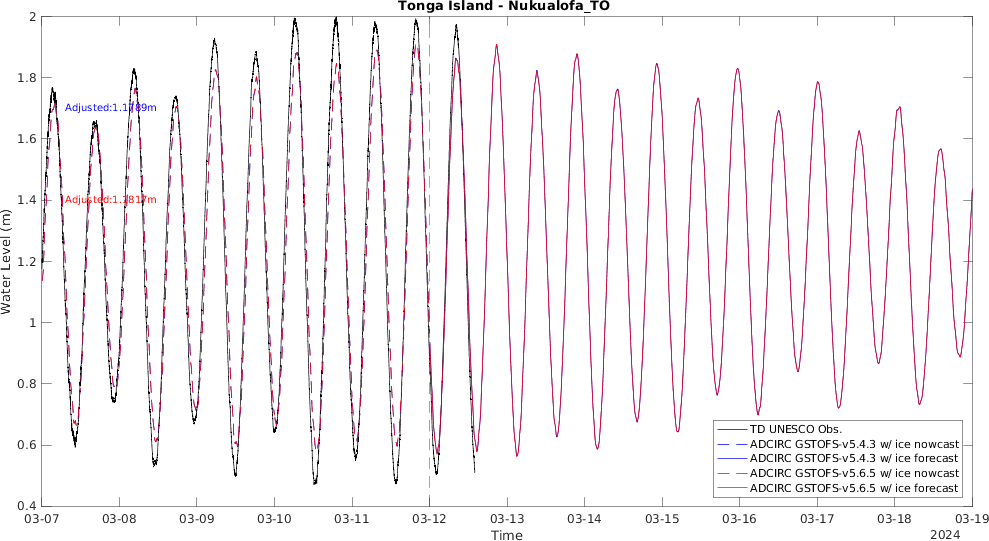 Tonga Island - Nukualofa_TO
2
1.8
1.6
1.4
1.2
1
0.8
0.6
0.4
Water Level (m)
Adjusted:1.1789m
Adjusted:1.1817m
TD UNESCO Obs.
ADCIRC GSTOFS-v5.4.3 w/ ice nowcast
ADCIRC GSTOFS-v5.4.3 w/ ice forecast
ADCIRC GSTOFS-v5.6.5 w/ ice nowcast
ADCIRC GSTOFS-v5.6.5 w/ ice forecast
03-07 03-08 03-09 03-10 03-11 03-12 03-13 03-14 03-15 03-16 03-17 03-18 03-19
Time
2024